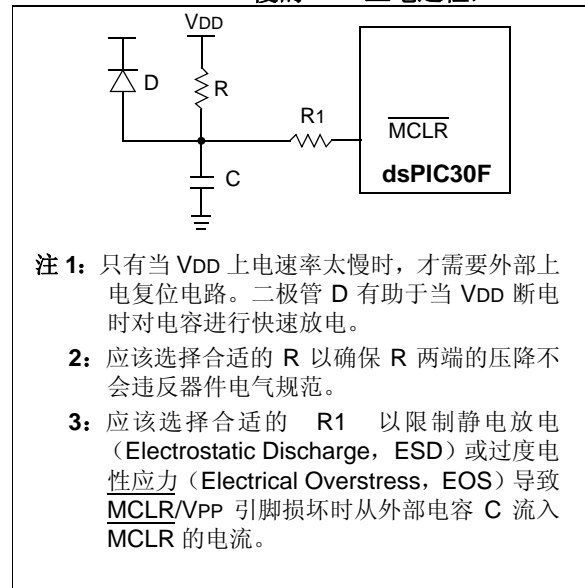 VDD
D
R
R1
MCLR
dsPIC30F
C
注 1：只有当 VDD 上电速率太慢时，才需要外部上
电复位电路。二极管 D 有助于当 VDD 断电
时对电容进行快速放电。
2：应该选择合适的 R 以确保 R 两端的压降不
会违反器件电气规范。
3：应该选择合适的 R1 以限制静电放电
（Electrostatic Discharge，ESD）或过度电
性应力（Electrical Overstress，EOS）导致
MCLR/VPP 引脚损坏时从外部电容 C 流入
MCLR 的电流。